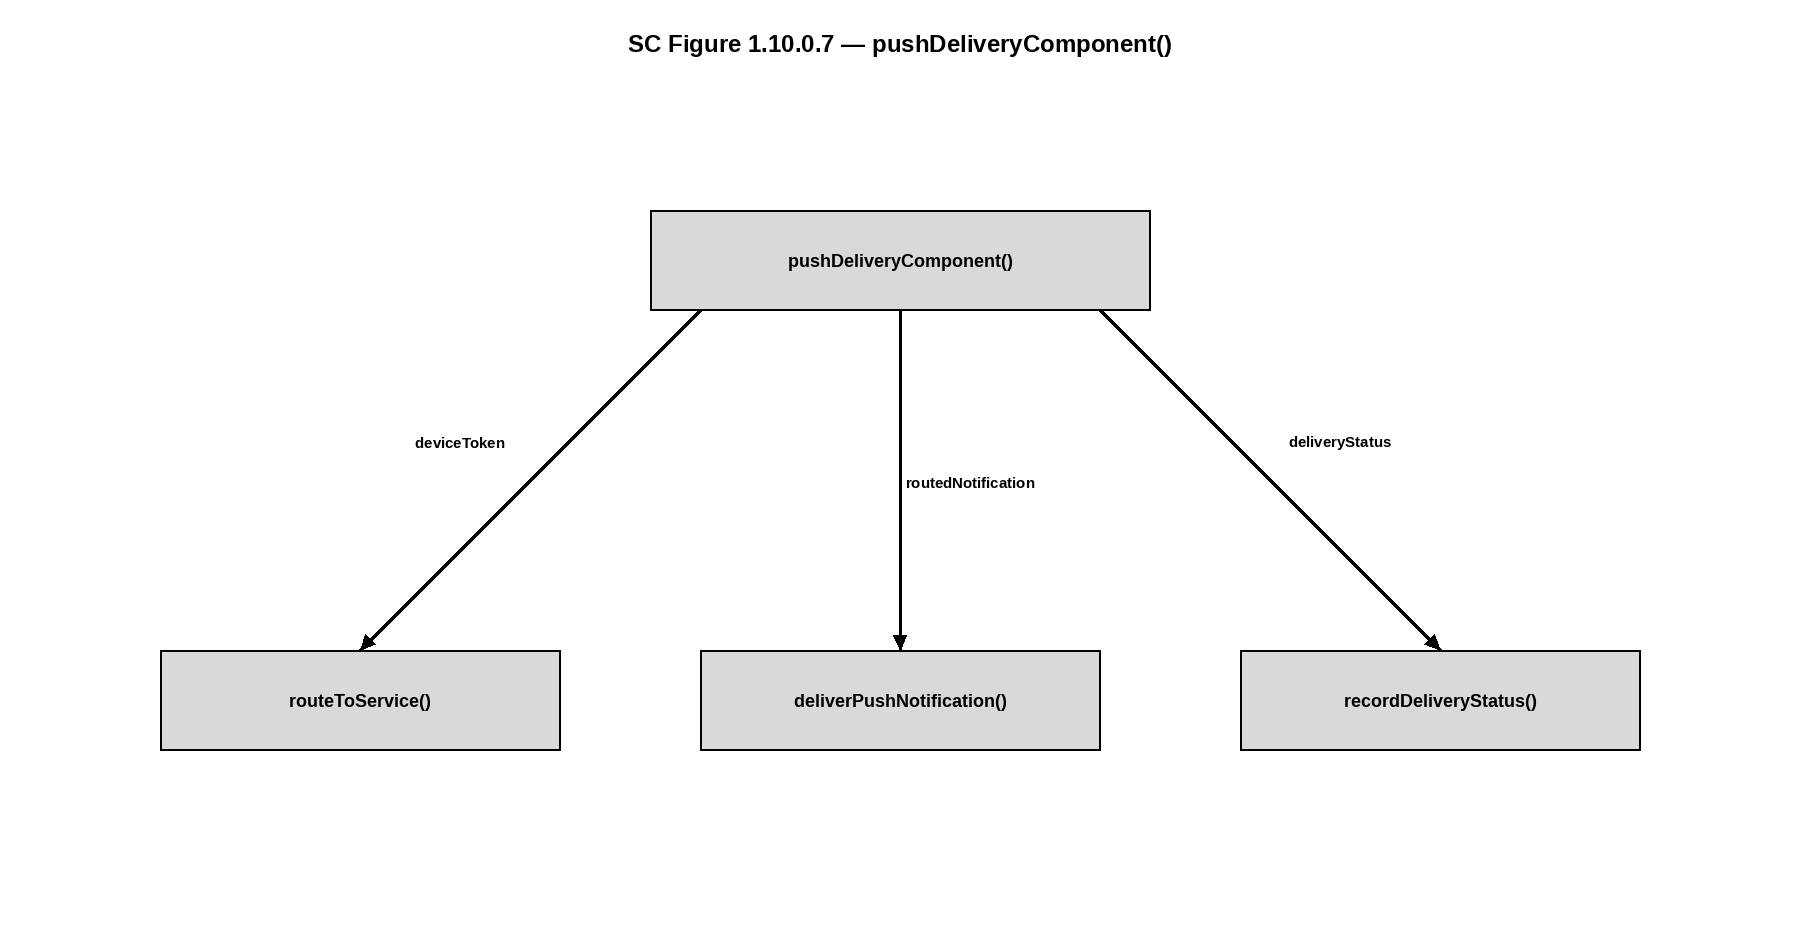 SC Figure 1.10.0.7 — pushDeliveryComponent()
pushDeliveryComponent()
deviceToken
deliveryStatus
routedNotification
routeToService()
deliverPushNotification()
recordDeliveryStatus()